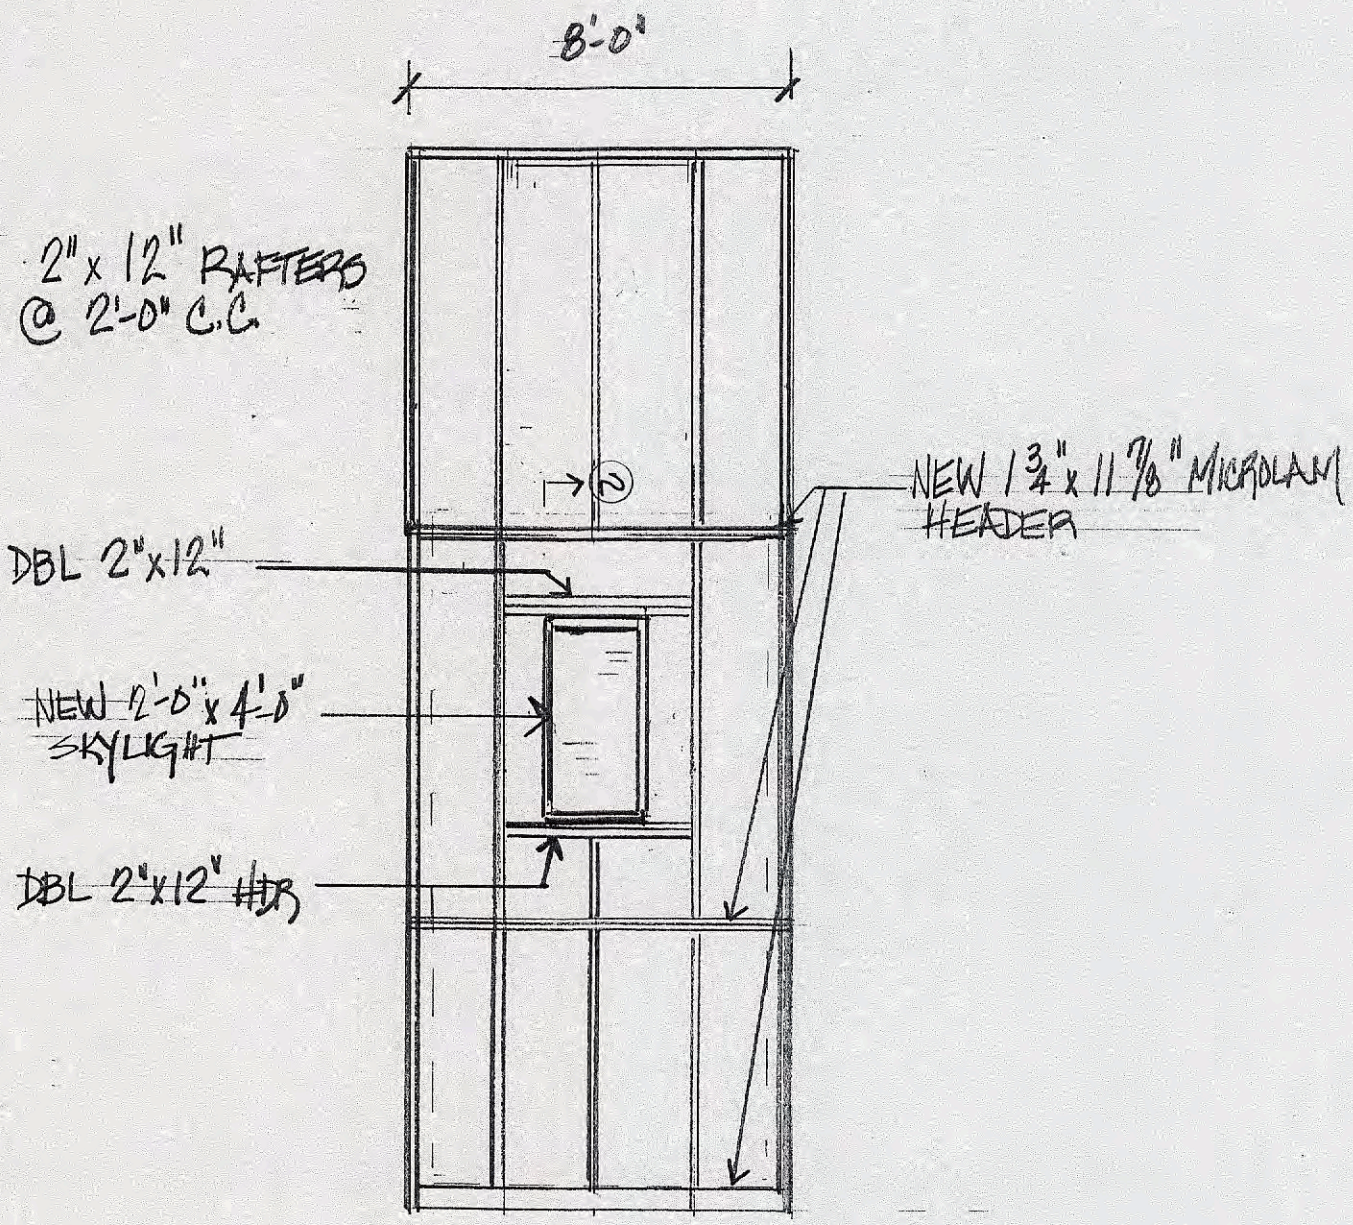 8'-0"
2" x 12" RAFTERS
@ 2'-0" C.C.
2
NEW 1 3/4" x 11 7/8" MICROLAM
HEADER
DBL 2"x12"
NEW 2'-0" x 4'-0"
SKYLIGHT
DBL 2"x12" HDR